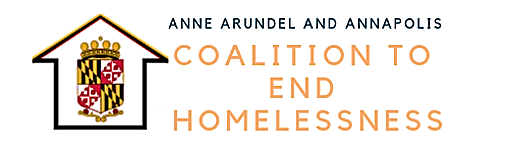 ANNE ARUNDEL AND ANNAPOLIS
COALITION TO
END
HOMELESSNESS